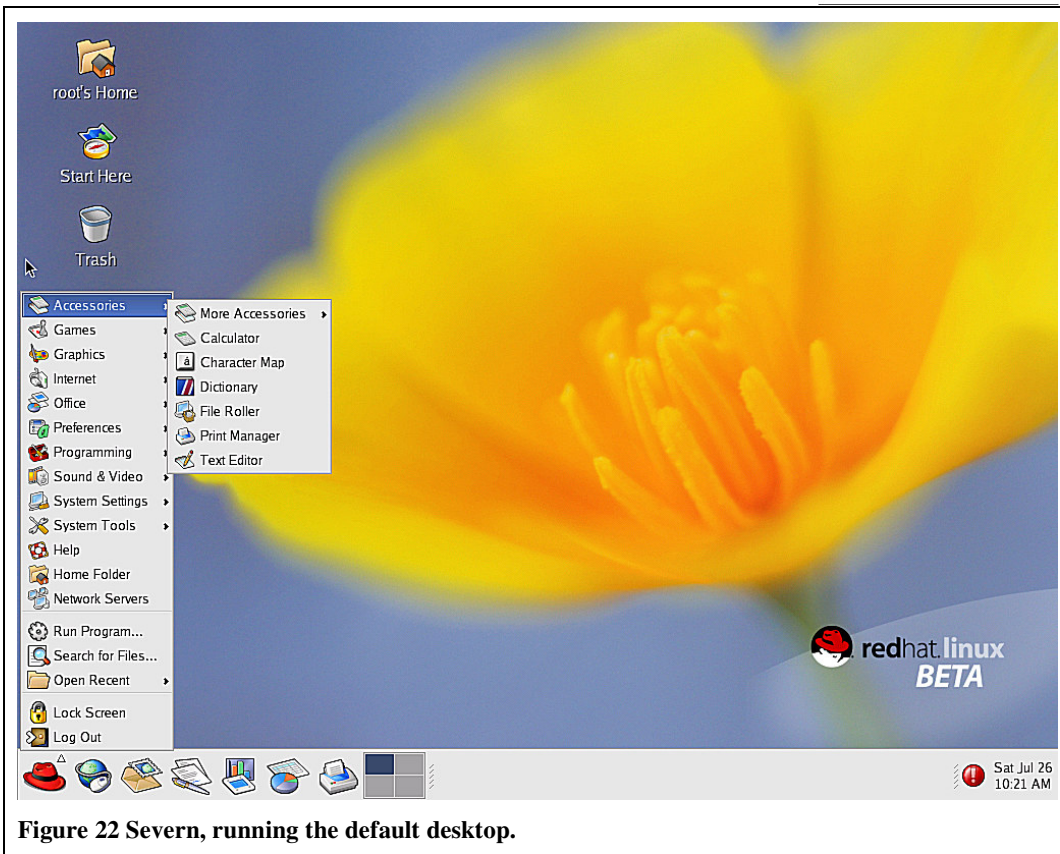 root's Home
Start Here
Trash
Accessories
Games
Graphics
Internet
Office
Preferences
Programming
Sound & Video
System Settings
System Tools
Help
Home Folder
Network Servers
Run Program...
Search for Files...
Open Recent
Lock Screen
Log Out
More Accessories
Calculator
á Character Map
Dictionary
File Roller
Print Manager
Text Editor
redhat.linux
BETA
Sat Jul 26
10:21 AM
Figure 22 Severn, running the default desktop.